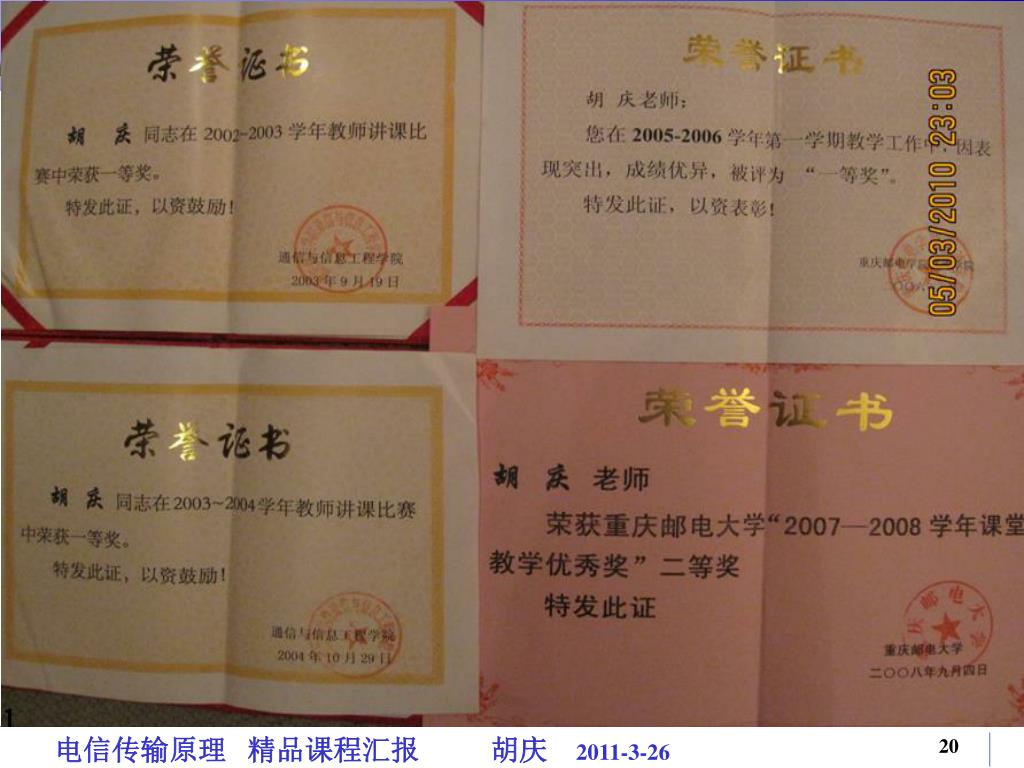 荣誉证书
胡 庆 同志在 2002~2003 学年教师讲课比
赛中荣获一等奖。
特发此证，以资鼓励！
通信与信息工程学院
2003 年 9 月 19 日
荣誉证书
胡 庆老师：
您在 2005-2006 学年第一学期教学工作中，因表
现突出，成绩优异，被评为 “一等奖”。
特发此证，以资表彰！
重庆邮电学院
05/03/2010 23:03
荣誉证书
胡 庆 同志在 2003~2004 学年教师讲课比赛
中荣获一等奖。
特发此证，以资鼓励！
通信与信息工程学院
2004 年 10 月 29 日
荣誉证书
胡 庆 老师
荣获重庆邮电大学“2007—2008 学年课堂
教学优秀奖”二等奖
特发此证
重庆邮电大学
二〇〇八年九月四日
1
电信传输原理 精品课程汇报 胡庆 2011-3-26
20